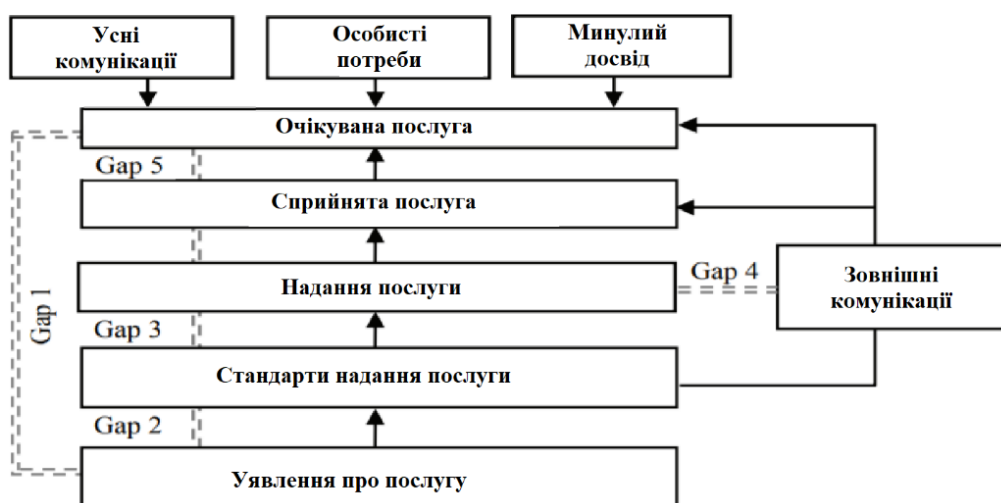 Усні
комунікації
Особисті
потреби
Минулий
досвід
Очікувана послуга
Gap 5
Сприйнята послуга
Gap 4
Надання послуги
Зовнішні
комунікації
Gap 1
Gap 3
Стандарти надання послуги
Gap 2
Уявлення про послугу